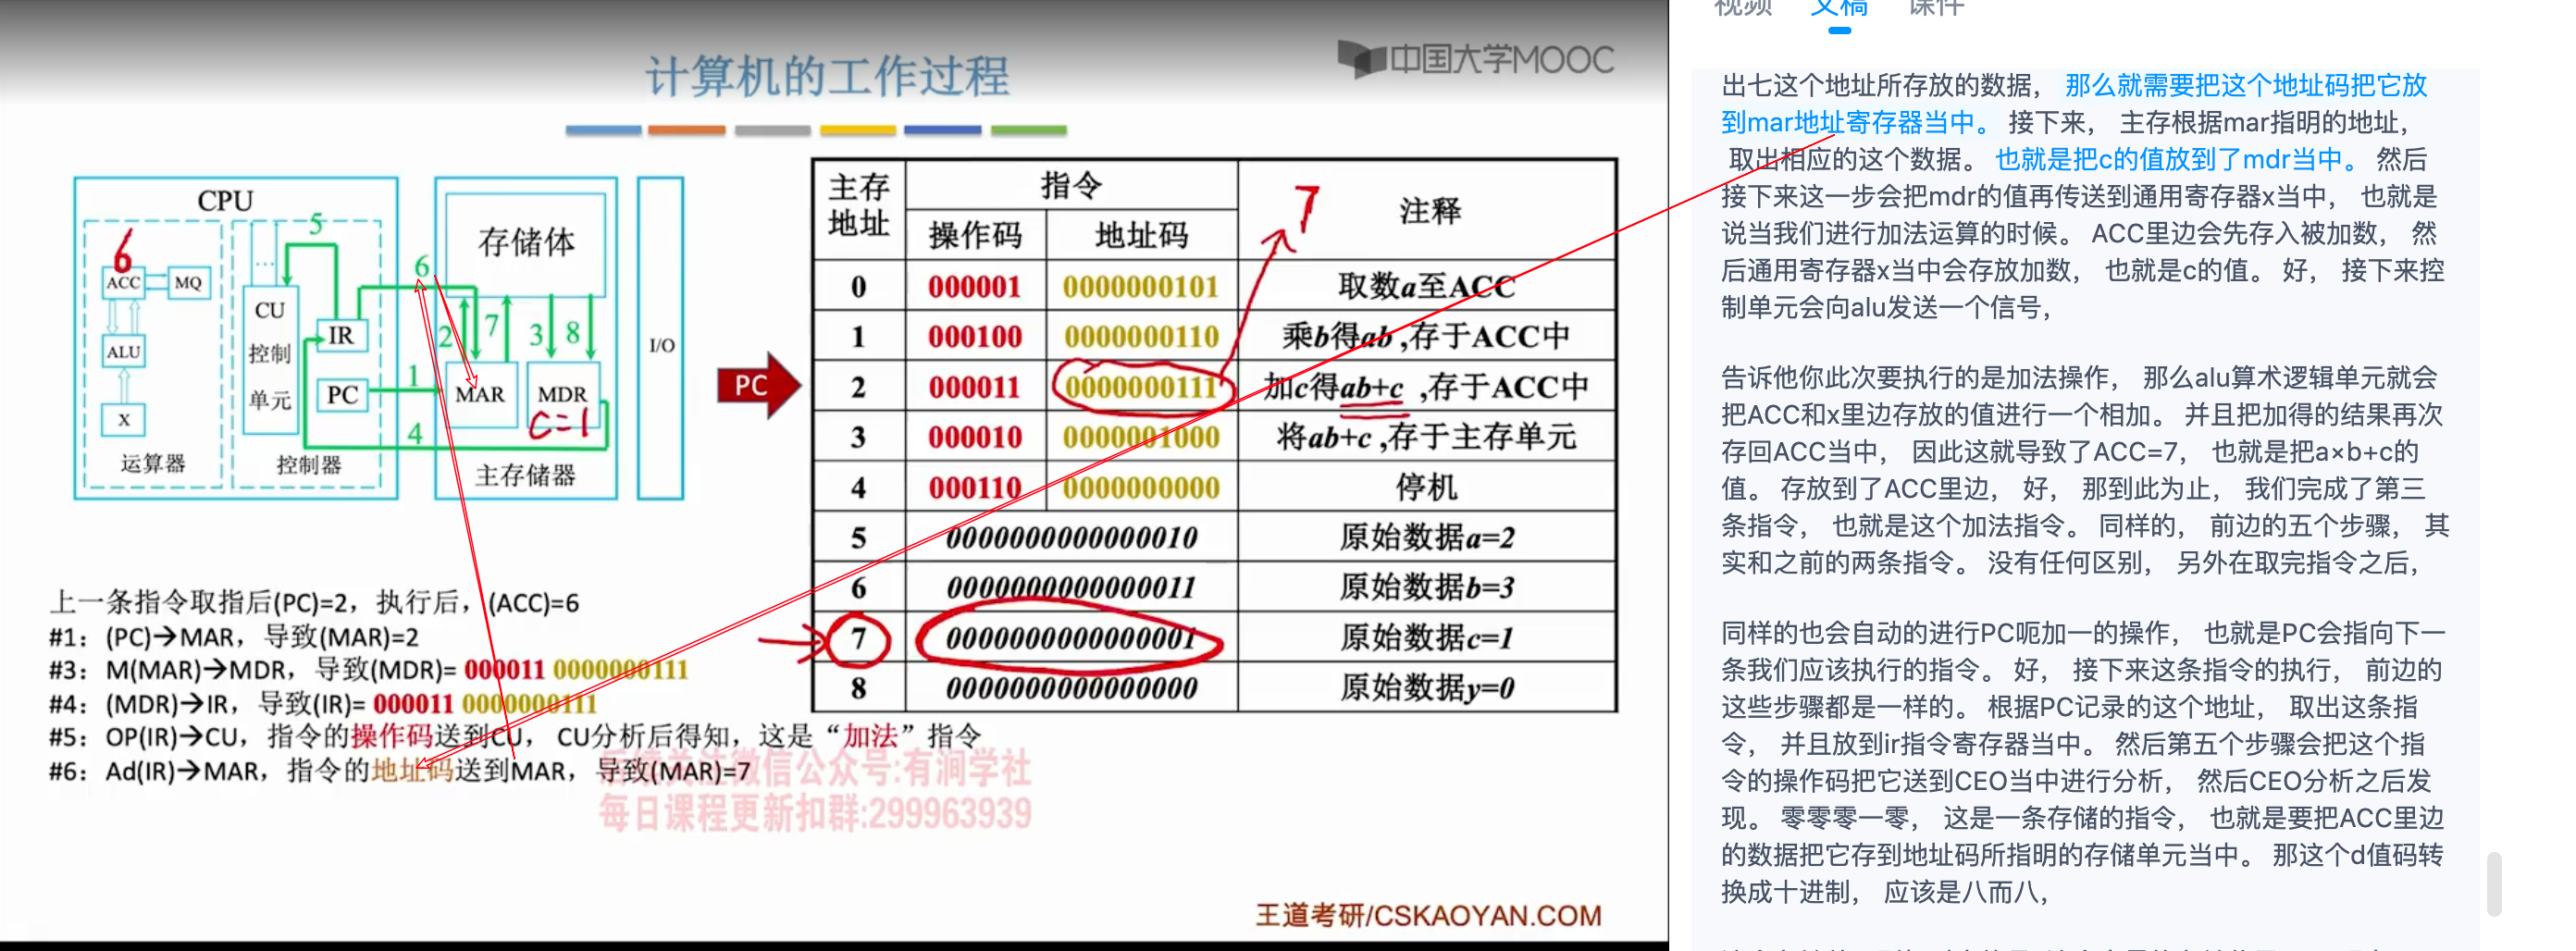 计算机的工作过程
中国大学MOOC
CPU
6
ACC
MQ
ALU
X
运算器
5
...
CU
控制
单元
IR
PC
控制器
1
4
6
存储体
2
7
3
8
MAR
MDR
c=1
主存储器
I/O
PC
主存地址 指令 注释
操作码 地址码
7
0 000001 0000000101 取数a至ACC
1 000100 0000000110 乘b得ab,存于ACC中
2 000011 0000000111 加c得ab+c,存于ACC中
3 000010 0000001000 将ab+c,存于主存单元
4 000110 0000000000 停机
5 0000000000000010 原始数据a=2
6 0000000000000011 原始数据b=3
7 0000000000000001 原始数据c=1
8 0000000000000000 原始数据y=0
上一条指令取指后(PC)=2，执行后，(ACC)=6
#1：(PC)→MAR，导致(MAR)=2
#3：M(MAR)→MDR，导致(MDR)= 000011 0000000111
#4：(MDR)→IR，导致(IR)= 000011 0000000111
#5：OP(IR)→CU，指令的操作码送到CU，CU分析后得知，这是“加法”指令
#6：Ad(IR)→MAR，指令的地址码送到MAR，导致(MAR)=7
后续关注微信公众号:有涧学社
每日课程更新扣群:299963939
王道考研/CSKAOYAN.COM
视频 文稿 课件
出七这个地址所存放的数据， 那么就需要把这个地址码把它放
到mar地址寄存器当中。 接下来， 主存根据mar指明的地址，
取出相应的这个数据。 也就是把c的值放到了mdr当中。 然后
接下来这一步会把mdr的值再传送到通用寄存器x当中， 也就是
说当我们进行加法运算的时候。 ACC里边会先存入被加数， 然
后通用寄存器x当中会存放加数， 也就是c的值。 好， 接下来控
制单元会向alu发送一个信号，
告诉他你此次要执行的是加法操作， 那么alu算术逻辑单元就会
把ACC和x里边存放的值进行一个相加。 并且把加得的结果再次
存回ACC当中， 因此这就导致了ACC=7， 也就是把a×b+c的
值。 存放到了ACC里边， 好， 那到此为止， 我们完成了第三
条指令， 也就是这个加法指令。 同样的， 前边的五个步骤， 其
实和之前的两条指令。 没有任何区别， 另外在取完指令之后，
同样的也会自动的进行PC呃加一的操作， 也就是PC会指向下一
条我们应该执行的指令。 好， 接下来这条指令的执行， 前边的
这些步骤都是一样的。 根据PC记录的这个地址， 取出这条指
令， 并且放到ir指令寄存器当中。 然后第五个步骤会把这个指
令的操作码把它送到CEO当中进行分析， 然后CEO分析之后发
现。 零零零一零， 这是一条存储的指令， 也就是要把ACC里边
的数据把它存到地址码所指明的存储单元当中。 那这个d值码转
换成十进制， 应该是八而八，